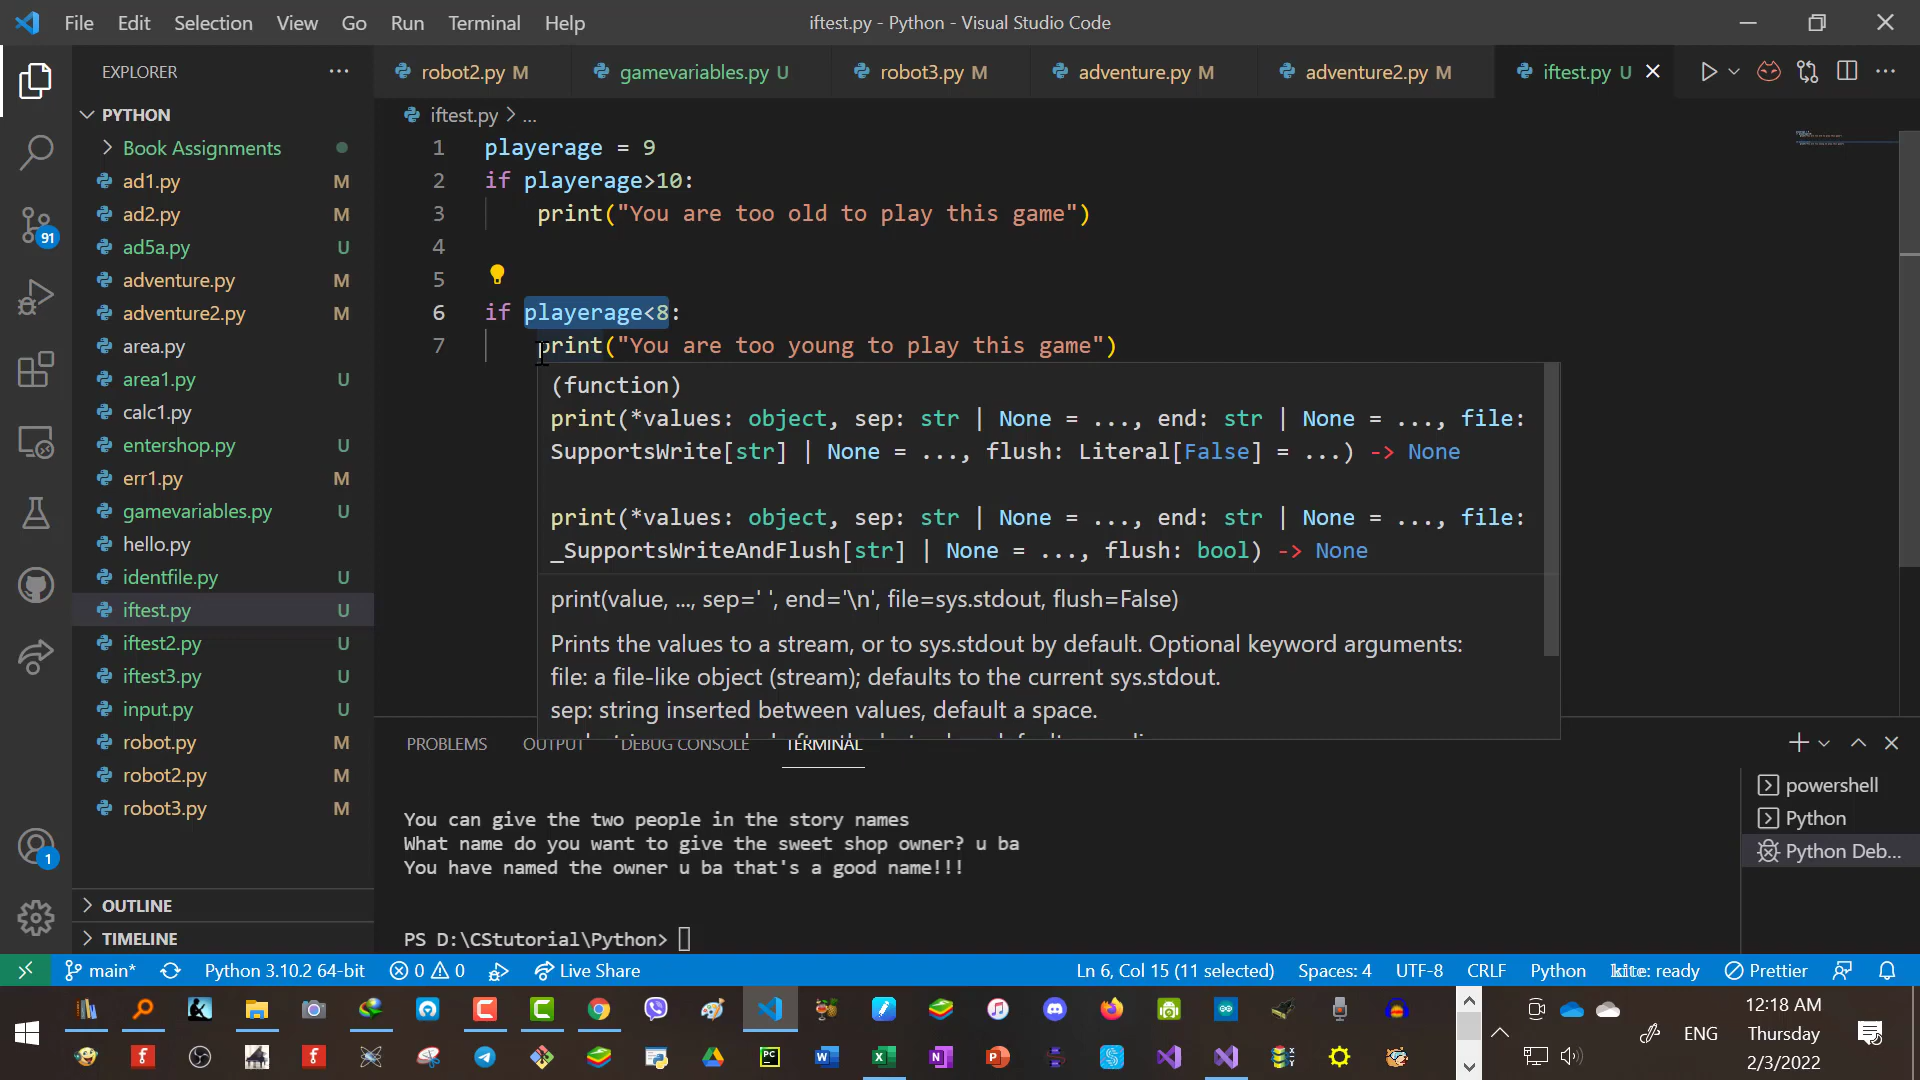 File Edit Selection View Go Run Terminal Help
iftest.py - Python - Visual Studio Code
EXPLORER ...
robot2.py M
gamevariables.py U
robot3.py M
adventure.py M
adventure2.py M
iftest.py U
PYTHON
Book Assignments
ad1.py M
ad2.py M
ad5a.py U
adventure.py M
adventure2.py M
area.py
area1.py U
calc1.py
entershop.py U
err1.py M
gamevariables.py U
hello.py
identfile.py U
iftest.py U
iftest2.py U
iftest3.py U
input.py U
robot.py M
robot2.py M
robot3.py M
OUTLINE
TIMELINE
91
1
iftest.py > ...
1 playerage = 9
2 if playerage>10:
3 print("You are too old to play this game")
4
5
6 if playerage<8:
7 print("You are too young to play this game")
(function)
print(*values: object, sep: str | None = ..., end: str | None = ..., file:
SupportsWrite[str] | None = ..., flush: Literal[False] = ...) -> None
print(*values: object, sep: str | None = ..., end: str | None = ..., file:
_SupportsWriteAndFlush[str] | None = ..., flush: bool) -> None
print(value, ..., sep=' ', end='\n', file=sys.stdout, flush=False)
Prints the values to a stream, or to sys.stdout by default. Optional keyword arguments:
file: a file-like object (stream); defaults to the current sys.stdout.
sep: string inserted between values, default a space.
PROBLEMS OUTPUT DEBUG CONSOLE TERMINAL
You can give the two people in the story names
What name do you want to give the sweet shop owner? u ba
You have named the owner u ba that's a good name!!!
PS D:\CStutorial\Python>
powershell
Python
Python Deb...
main* Python 3.10.2 64-bit 0 0 Live Share Ln 6, Col 15 (11 selected) Spaces: 4 UTF-8 CRLF Python kite: ready Prettier
12:18 AM
ENG Thursday
2/3/2022